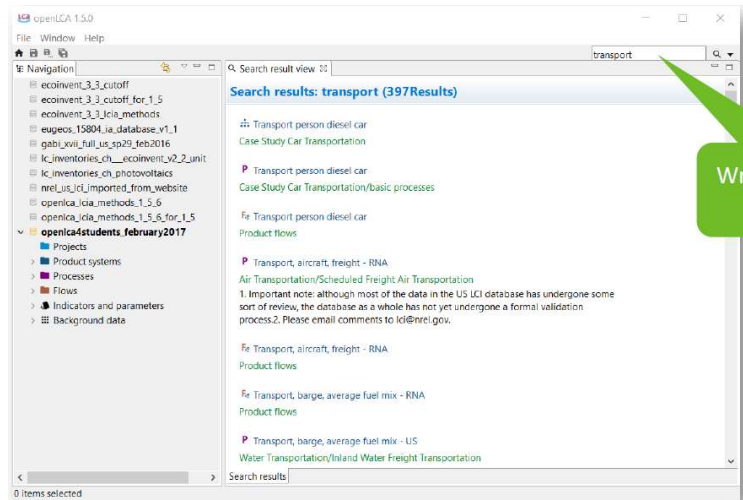 openLCA 1.5.0
File Window Help
transport
Navigation
Search result view
ecoinvent_3_3_cutoff
ecoinvent_3_3_cutoff_for_1_5
ecoinvent_3_3_lcia_methods
eugeos_15804_ia_database_v1_1
gabi_xvii_full_us_sp29_feb2016
lc_inventories_ch__ecoinvent_v2_2_unit
lc_inventories_ch_photovoltaics
nrel_us_lci_imported_from_website
openlca_lcia_methods_1_5_6
openlca_lcia_methods_1_5_6_for_1_5
openlca4students_february2017
Projects
Product systems
Processes
Flows
Indicators and parameters
Background data
Search results: transport (397Results)
Transport person diesel car
Case Study Car Transportation
P Transport person diesel car
Case Study Car Transportation/basic processes
Fe Transport person diesel car
Product flows
P Transport, aircraft, freight - RNA
Air Transportation/Scheduled Freight Air Transportation
1. Important note: although most of the data in the US LCI database has undergone some
sort of review, the database as a whole has not yet undergone a formal validation
process.2. Please email comments to lci@nrel.gov.
Fe Transport, aircraft, freight - RNA
Product flows
Fe Transport, barge, average fuel mix - RNA
Product flows
P Transport, barge, average fuel mix - US
Water Transportation/Inland Water Freight Transportation
Search results
0 items selected